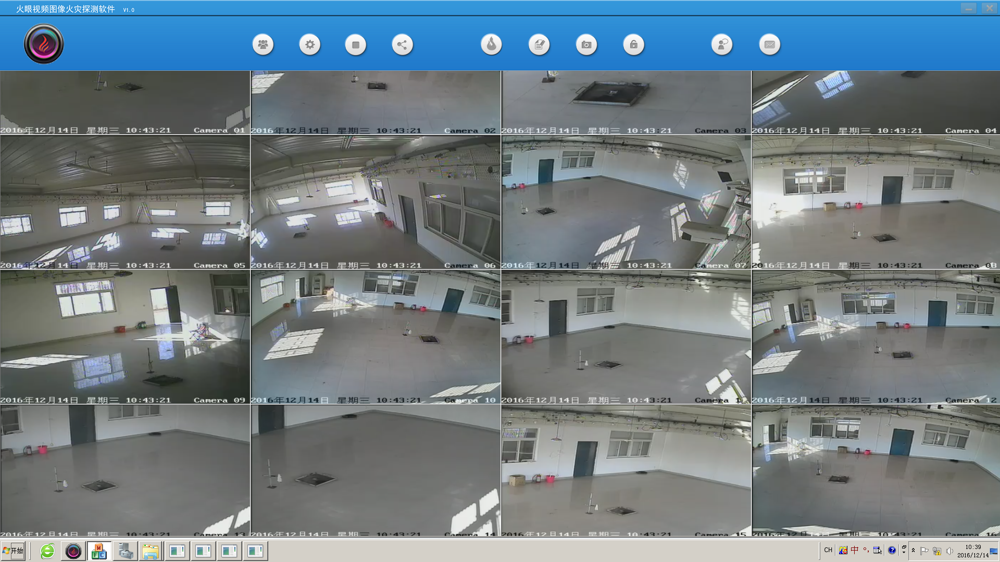 火眼视频图像火灾探测软件 V1.0
2016年12月14日 星期三 10:43:21 Camera 01
2016年12月14日 星期三 10:43:21 Camera 02
2016年12月14日 星期三 10:43:21 Camera 03
2016年12月14日 星期三 10:43:21 Camera 04
2016年12月14日 星期三 10:43:21 Camera 05
2016年12月14日 星期三 10:43:21 Camera 06
2016年12月14日 星期三 10:43:21 Camera 07
2016年12月14日 星期三 10:43:21 Camera 08
2016年12月14日 星期三 10:43:21 Camera 09
2016年12月14日 星期三 10:43:21 Camera 10
2016年12月14日 星期三 10:43:21 Camera 11
2016年12月14日 星期三 10:43:21 Camera 12
2016年12月14日 星期三 10:43:21 Camera 13
2016年12月14日 星期三 10:43:21 Camera 14
2016年12月14日 星期三 10:43:21 Camera 15
2016年12月14日 星期三 10:43:21 Camera 16
开始
M F C
CH 中
10:39
2016/12/14